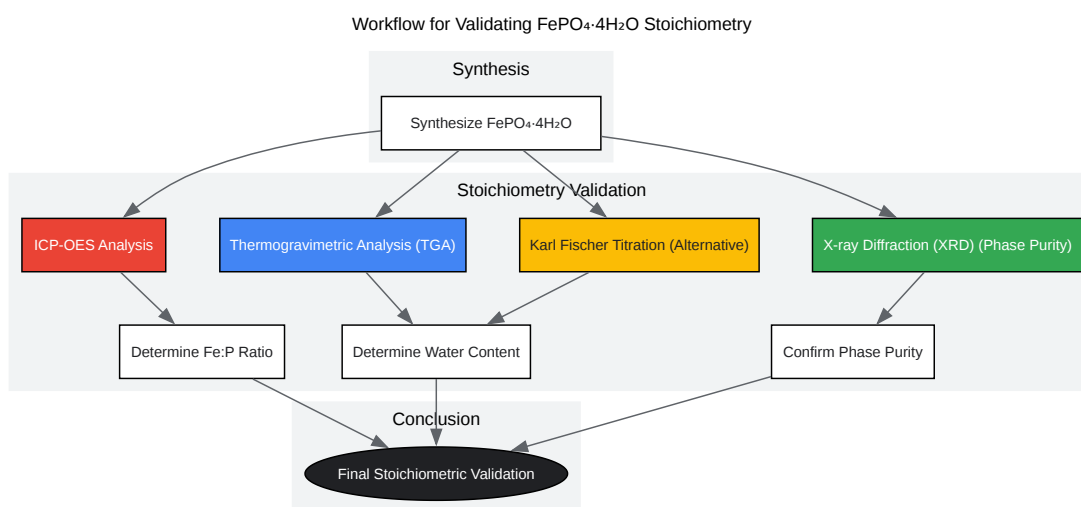 Workflow for Validating FePO₄·4H₂O Stoichiometry
Synthesis
Synthesize FePO₄·4H₂O
Stoichiometry Validation
ICP-OES Analysis
Thermogravimetric Analysis (TGA)
Karl Fischer Titration (Alternative)
X-ray Diffraction (XRD) (Phase Purity)
Determine Fe:P Ratio
Determine Water Content
Confirm Phase Purity
Conclusion
Final Stoichiometric Validation